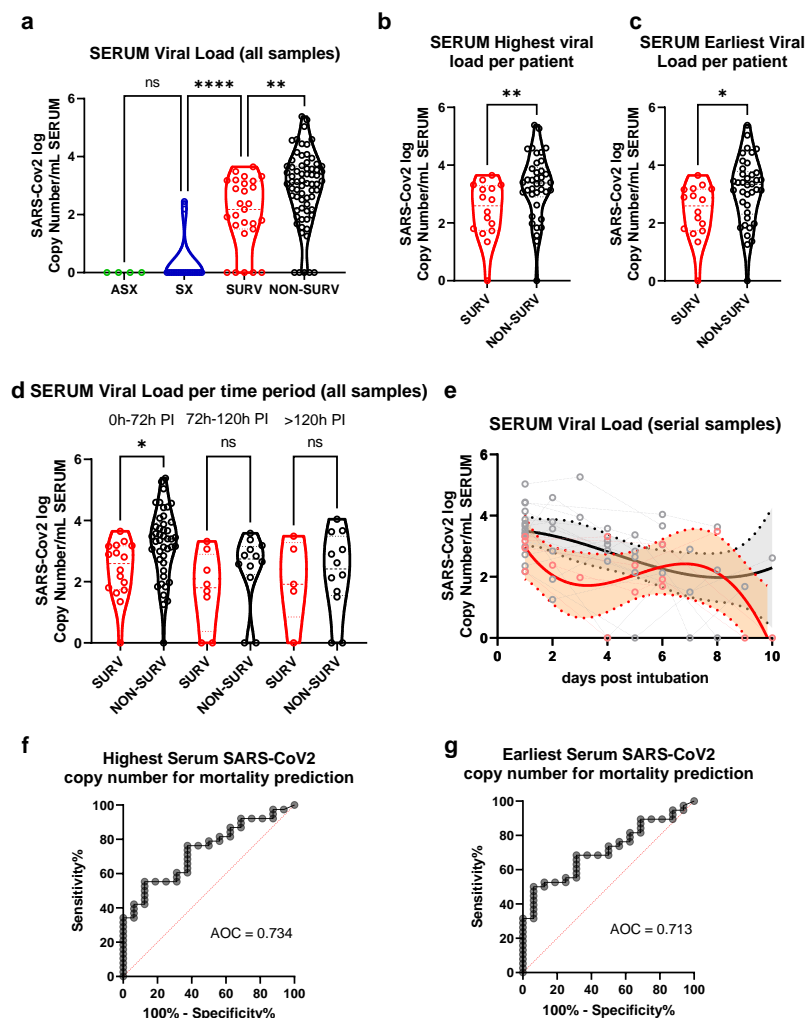 a
SERUM Viral Load (all samples)
ns
****
**
SARS-Cov2 log
Copy Number/mL SERUM
6
4
2
0
ASX
SX
SURV
NON-SURV
b
SERUM Highest viral
load per patient
**
SARS-Cov2 log
Copy Number/mL SERUM
6
4
2
0
SURV
NON-SURV
c
SERUM Earliest Viral
Load per patient
*
SARS-Cov2 log
Copy Number/mL SERUM
6
4
2
0
SURV
NON-SURV
d
SERUM Viral Load per time period (all samples)
0h-72h PI
72h-120h PI
>120h PI
*
ns
ns
SARS-Cov2 log
Copy Number/mL SERUM
6
4
2
0
SURV
NON-SURV
SURV
NON-SURV
SURV
NON-SURV
e
SERUM Viral Load (serial samples)
SARS-Cov2 log
Copy Number/mL SERUM
6
4
2
0
0
2
4
6
8
10
days post intubation
f
Highest Serum SARS-CoV2
copy number for mortality prediction
Sensitivity%
100
80
60
40
20
0
AOC = 0.734
0
20
40
60
80
100
100% - Specificity%
g
Earliest Serum SARS-CoV2
copy number for mortality prediction
Sensitivity%
100
80
60
40
20
0
AOC = 0.713
0
20
40
60
80
100
100% - Specificity%